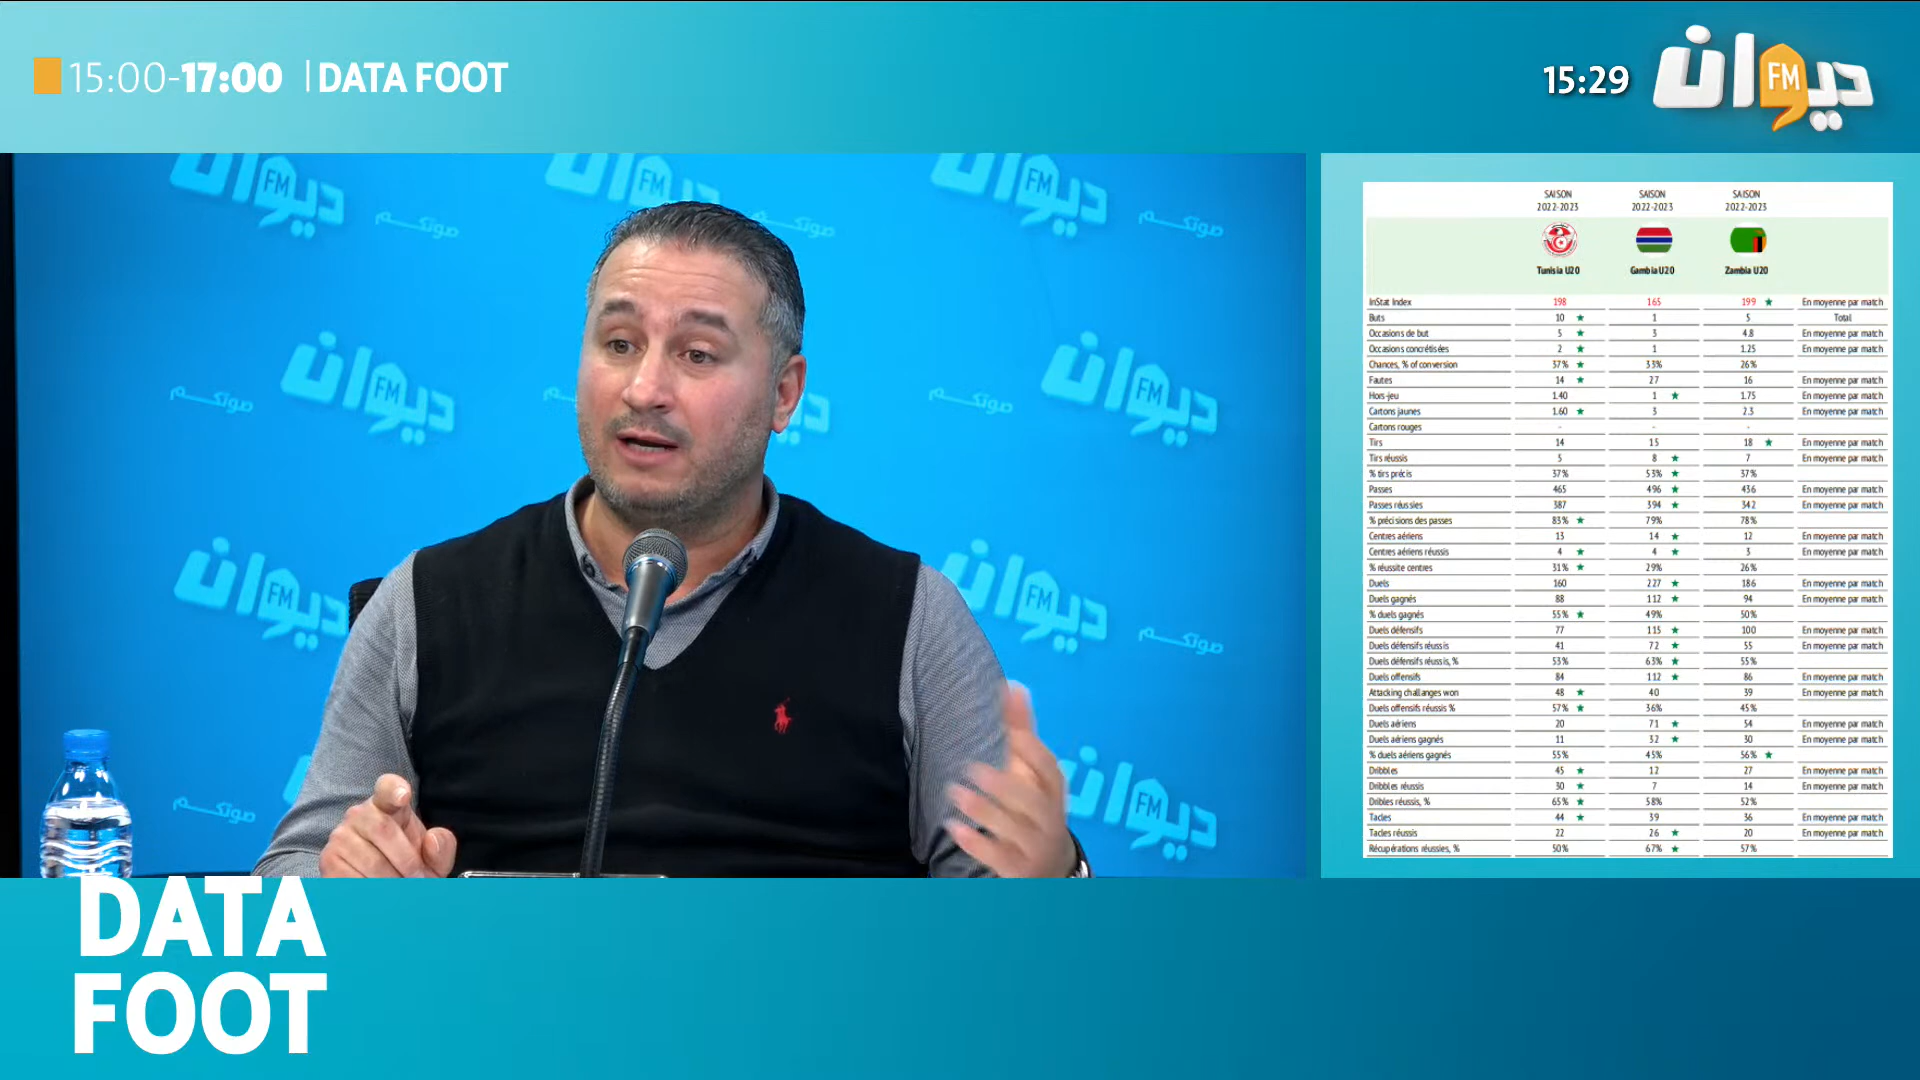 15:00-17:00 | DATA FOOT
15:29
ديوان FM
ديوان FM
صوتكم
SAISON 2022-2023 SAISON 2022-2023 SAISON 2022-2023
Tunisia U20 Gambia U20 Zambia U20
InStat Index 198 165 199 ★ En moyenne par match
Buts 10 ★ 1 5 Total
Occasions de but 5 ★ 3 4.8 En moyenne par match
Occasions concrétisées 2 ★ 1 1.25 En moyenne par match
Chances, % of conversion 37% ★ 33% 26%
Fautes 14 ★ 27 16 En moyenne par match
Hors-jeu 1.40 1 ★ 1.75 En moyenne par match
Cartons jaunes 1.60 ★ 3 2.3 En moyenne par match
Cartons rouges - - -
Tirs 14 15 18 ★ En moyenne par match
Tirs réussis 5 8 ★ 7 En moyenne par match
% tirs précis 37% 53% ★ 37%
Passes 465 496 ★ 436 En moyenne par match
Passes réussies 387 394 ★ 342 En moyenne par match
% précisions des passes 83% ★ 79% 78%
Centres aériens 13 14 ★ 12 En moyenne par match
Centres aériens réussis 4 ★ 4 ★ 3 En moyenne par match
% réussite centres 31% ★ 29% 26%
Duels 160 227 ★ 186 En moyenne par match
Duels gagnés 88 112 ★ 94 En moyenne par match
% duels gagnés 55% ★ 49% 50%
Duels défensifs 77 115 ★ 100 En moyenne par match
Duels défensifs réussis 41 72 ★ 55 En moyenne par match
Duels défensifs réussis, % 53% 63% ★ 55%
Duels offensifs 84 112 ★ 86 En moyenne par match
Attacking challanges won 48 ★ 40 39 En moyenne par match
Duels offensifs réussis % 57% ★ 36% 45%
Duels aériens 20 71 ★ 54 En moyenne par match
Duels aériens gagnés 11 32 ★ 30 En moyenne par match
% duels aériens gagnés 55% 45% 56% ★
Dribbles 45 ★ 12 27 En moyenne par match
Dribbles réussis 30 ★ 7 14 En moyenne par match
Dribles réussis, % 65% ★ 58% 52%
Tacles 44 ★ 39 36 En moyenne par match
Tacles réussis 22 26 ★ 20 En moyenne par match
Récupérations réussies, % 50% 67% ★ 57%
DATA
FOOT